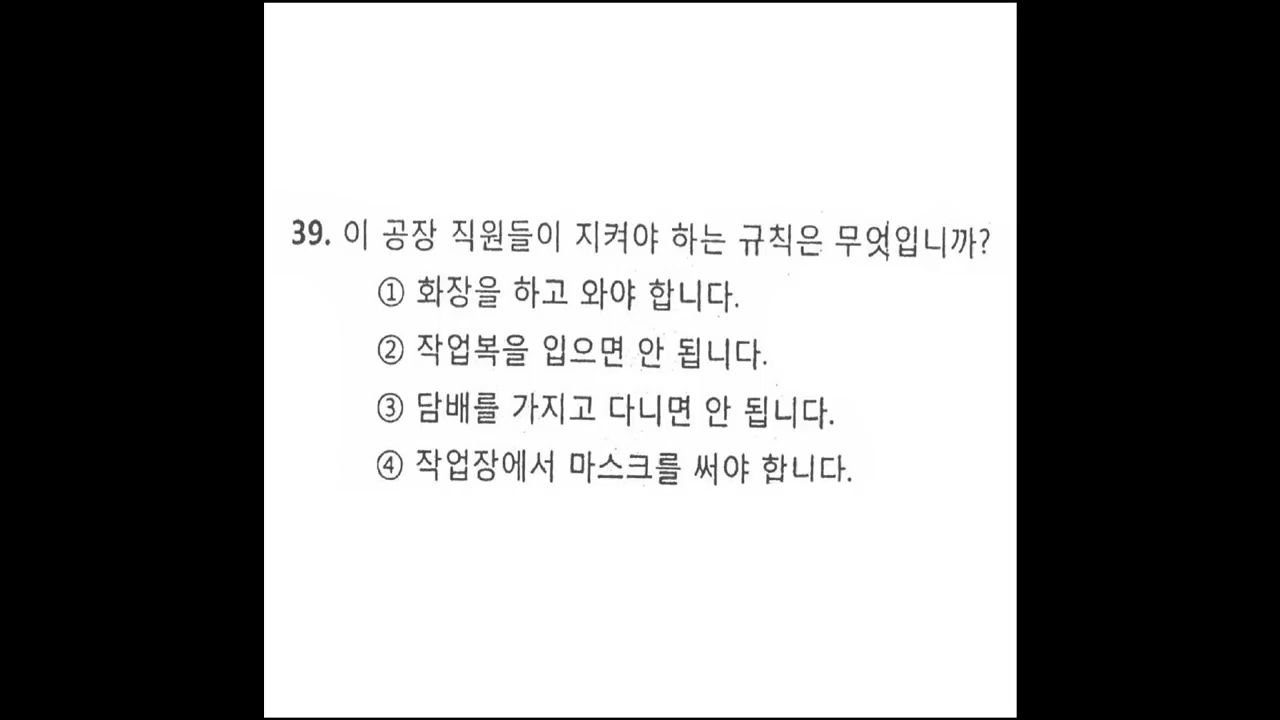 39. 이 공장 직원들이 지켜야 하는 규칙은 무엇입니까?
① 화장을 하고 와야 합니다.
② 작업복을 입으면 안 됩니다.
③ 담배를 가지고 다니면 안 됩니다.
④ 작업장에서 마스크를 써야 합니다.